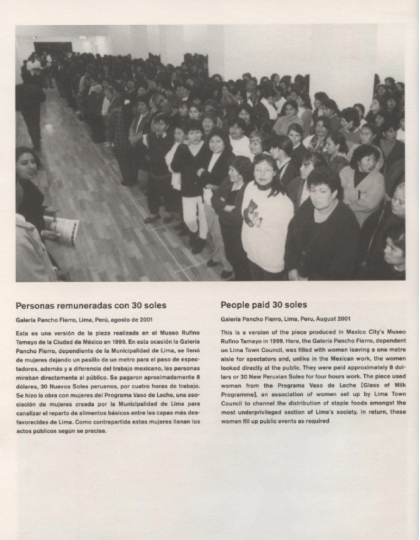 Personas remuneradas con 30 soles
Galería Pancho Fierro, Lima, Perú, agosto de 2001
Esta es una versión de la pieza realizada en el Museo Rufino
Tamayo de la Ciudad de México en 1999. En esta ocasión la Galería
Pancho Fierro, dependiente de la Municipalidad de Lima, se llenó
de mujeres dejando un pasillo de un metro para el paso de espec-
tadores, además y a diferencia del trabajo mexicano, las personas
miraban directamente al público. Se pagaron aproximadamente 8
dólares, 30 Nuevos Soles peruanos, por cuatro horas de trabajo.
Se hizo la obra con mujeres del Programa Vaso de Leche, una aso-
ciación de mujeres creada por la Municipalidad de Lima para
canalizar el reparto de alimentos básicos entre las capas más des-
favorecidas de Lima. Como contrapartida estas mujeres llenan los
actos públicos según se precise.
People paid 30 soles
Galería Pancho Fierro, Lima, Peru, August 2001
This is a version of the piece produced in Mexico City's Museo
Rufino Tamayo in 1999. Here, the Galería Pancho Fierro, dependent
on Lima Town Council, was filled with women leaving a one metre
aisle for spectators and, unlike in the Mexican work, the women
looked directly at the public. They were paid approximately 8 dol-
lars or 30 New Peruvian Soles for four hours work. The piece used
women from the Programa Vaso de Leche [Glass of Milk
Programme], an association of women set up by Lima Town
Council to channel the distribution of staple foods amongst the
most underprivileged section of Lima's society. In return, these
women fill up public events as required